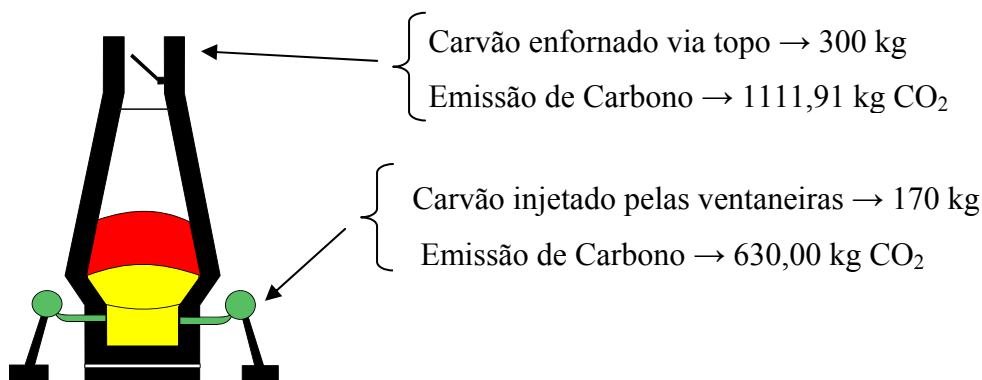 Carvão enfornado via topo → 300 kg
Emissão de Carbono → 1111,91 kg CO₂
Carvão injetado pelas ventaneiras → 170 kg
Emissão de Carbono → 630,00 kg CO₂